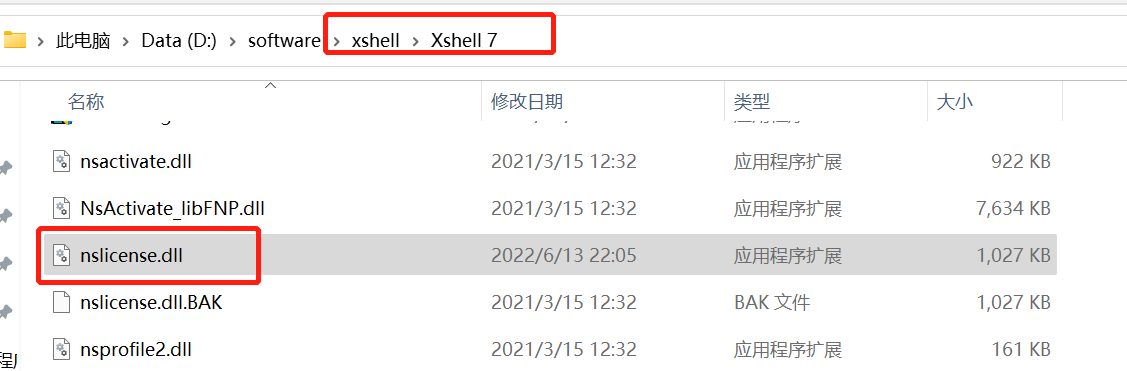 此电脑 > Data (D:) > software > xshell > Xshell 7
名称 修改日期 类型 大小
nsactivate.dll 2021/3/15 12:32 应用程序扩展 922 KB
NsActivate_libFNP.dll 2021/3/15 12:32 应用程序扩展 7,634 KB
nslicense.dll 2022/6/13 22:05 应用程序扩展 1,027 KB
nslicense.dll.BAK 2021/3/15 12:32 BAK 文件 1,027 KB
nsprofile2.dll 2021/3/15 12:32 应用程序扩展 161 KB